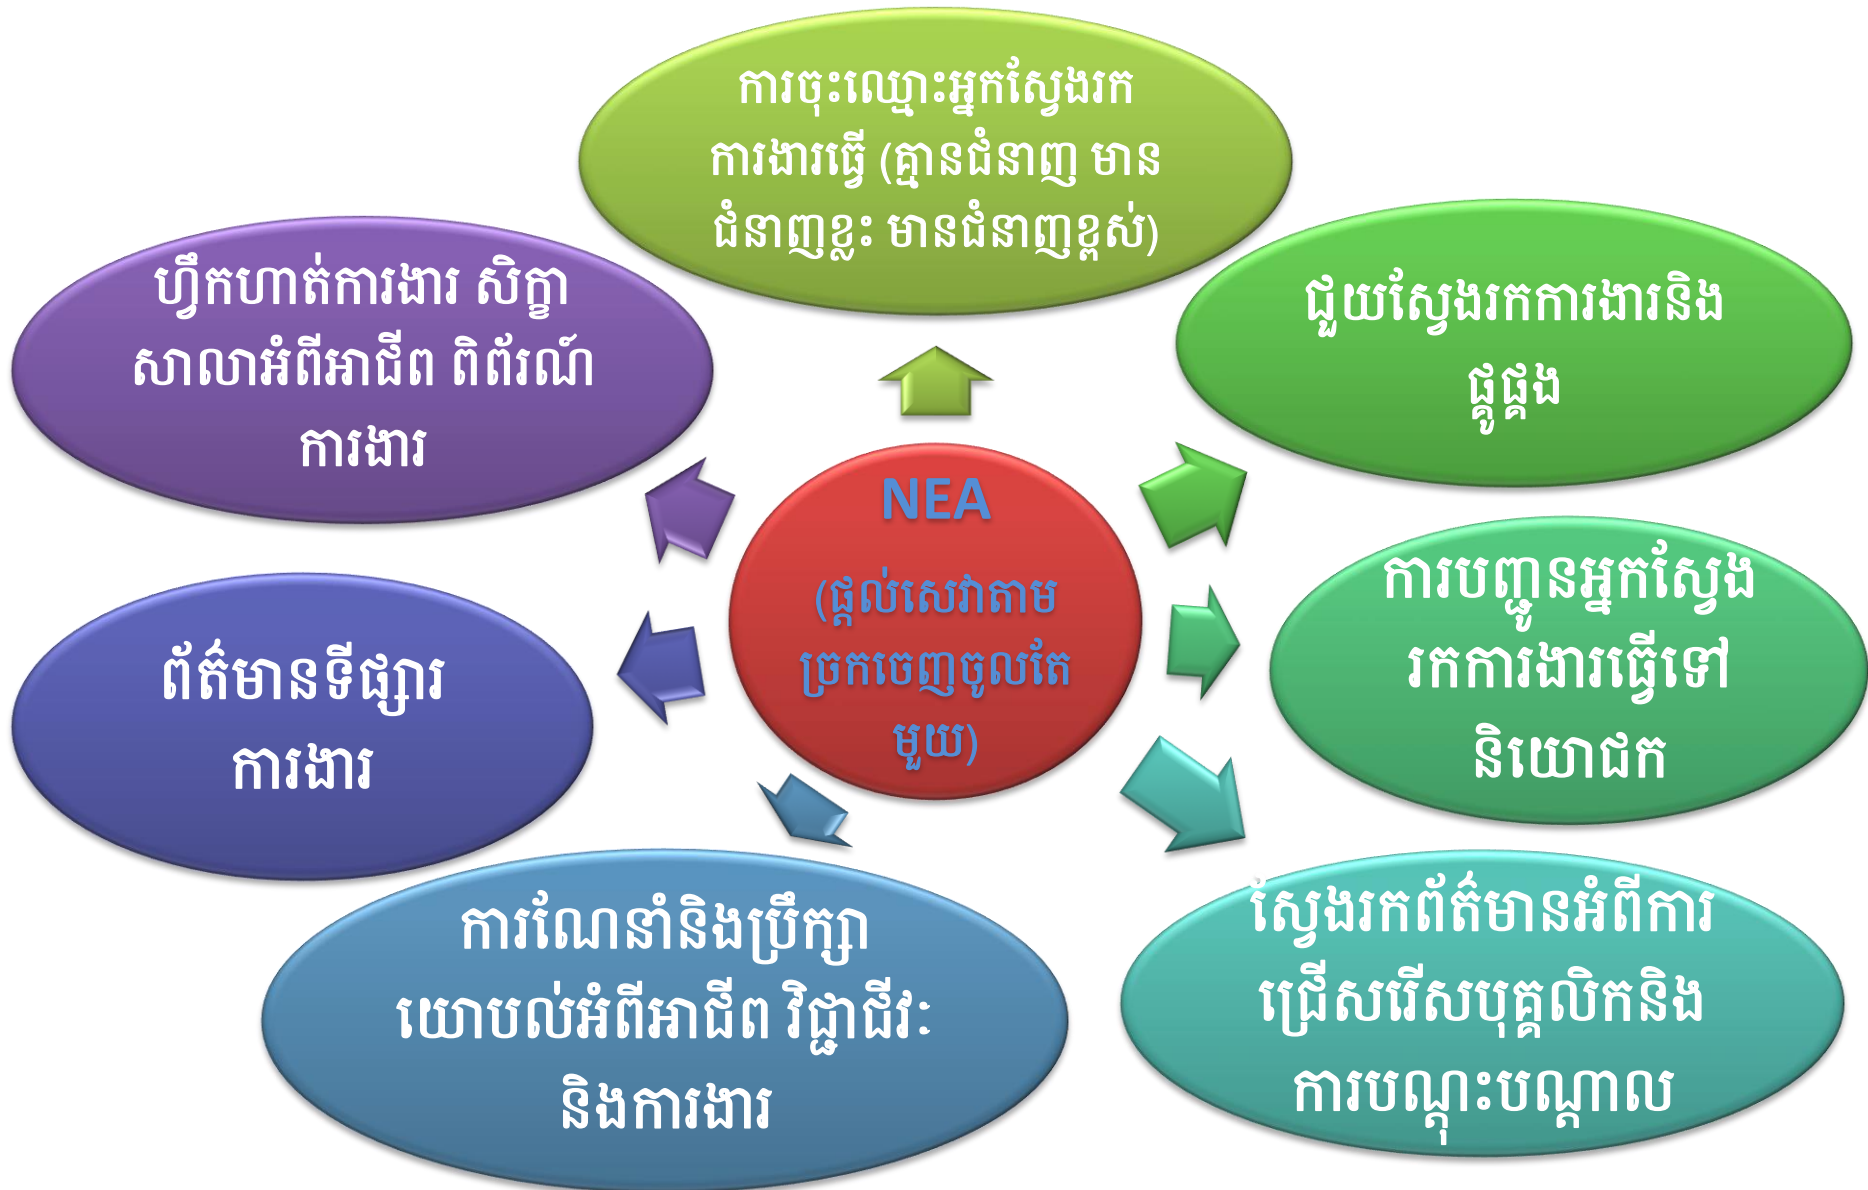 ការចុះឈ្មោះអ្នកស្វែងរក
ការងារធ្វើ (គ្មានជំនាញ មាន
ជំនាញខ្លះ មានជំនាញខ្ពស់)
ជួយស្វែងរកការងារនិង
ផ្គូផ្គង
ការបញ្ជូនអ្នកស្វែង
រកការងារធ្វើទៅ
និយោជក
ស្វែងរកព័ត៌មានអំពីការ
ជ្រើសរើសបុគ្គលិកនិង
ការបណ្តុះបណ្តាល
ការណែនាំនិងប្រឹក្សា
យោបល់អំពីអាជីព វិជ្ជាជីវៈ
និងការងារ
ព័ត៌មានទីផ្សារ
ការងារ
ហ្វឹកហាត់ការងារ សិក្ខា
សាលាអំពីអាជីព ពិព័រណ៍
ការងារ
NEA
(ផ្តល់សេវាតាម
ច្រកចេញចូលតែ
មួយ)